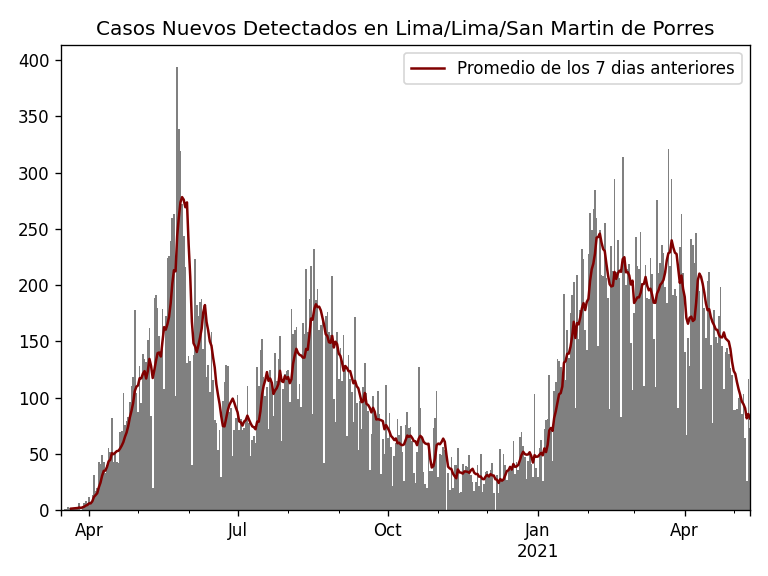 Casos Nuevos Detectados en Lima/Lima/San Martin de Porres
Promedio de los 7 dias anteriores
400
350
300
250
200
150
100
50
0
Apr
Jul
Oct
Jan
2021
Apr